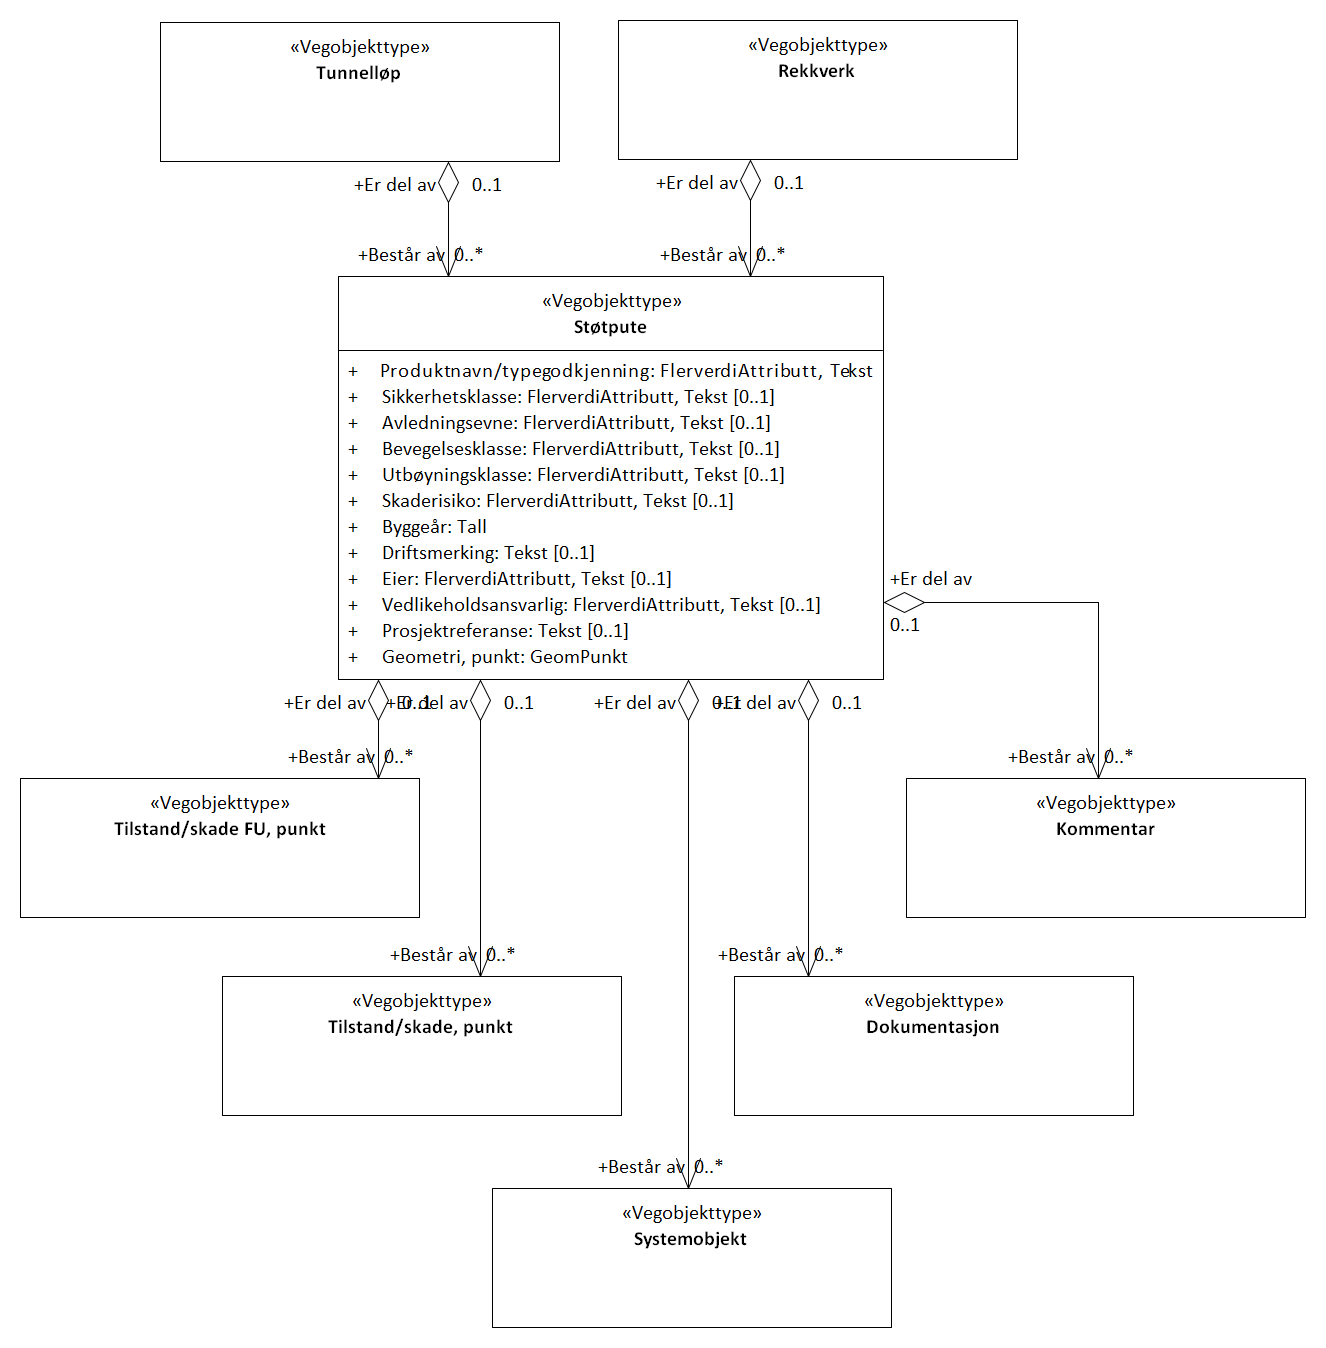 «Vegobjekttype»
Tunnelløp
«Vegobjekttype»
Rekkverk
+Er del av 0..1
+Er del av 0..1
+Består av 0..*
+Består av 0..*
«Vegobjekttype»
Støtpute
+ Produktnavn/typegodkjenning: FlerverdiAttributt, Tekst
+ Sikkerhetsklasse: FlerverdiAttributt, Tekst [0..1]
+ Avledningsevne: FlerverdiAttributt, Tekst [0..1]
+ Bevegelsesklasse: FlerverdiAttributt, Tekst [0..1]
+ Utbøyningsklasse: FlerverdiAttributt, Tekst [0..1]
+ Skaderisiko: FlerverdiAttributt, Tekst [0..1]
+ Byggeår: Tall
+ Driftsmerking: Tekst [0..1]
+ Eier: FlerverdiAttributt, Tekst [0..1]
+ Vedlikeholdsansvarlig: FlerverdiAttributt, Tekst [0..1]
+ Prosjektreferanse: Tekst [0..1]
+ Geometri, punkt: GeomPunkt
+Er del av
0..1
+Er del av 0..1
+Er del av 0..1
+Er del av 0..1
+Er del av 0..1
+Består av 0..*
+Består av 0..*
«Vegobjekttype»
Tilstand/skade FU, punkt
«Vegobjekttype»
Kommentar
+Består av 0..*
+Består av 0..*
«Vegobjekttype»
Tilstand/skade, punkt
«Vegobjekttype»
Dokumentasjon
+Består av 0..*
«Vegobjekttype»
Systemobjekt